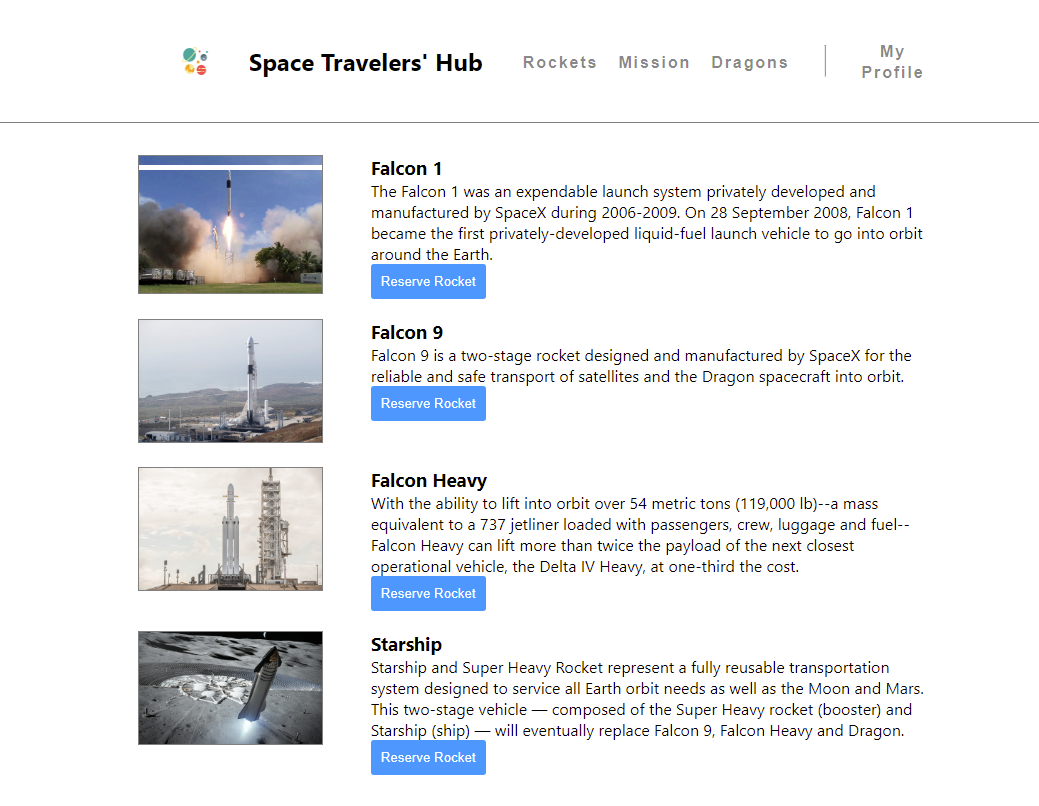 Space Travelers' Hub
Rockets
Mission
Dragons
My
Profile
Falcon 1
The Falcon 1 was an expendable launch system privately developed and
manufactured by SpaceX during 2006-2009. On 28 September 2008, Falcon 1
became the first privately-developed liquid-fuel launch vehicle to go into orbit
around the Earth.
Reserve Rocket
Falcon 9
Falcon 9 is a two-stage rocket designed and manufactured by SpaceX for the
reliable and safe transport of satellites and the Dragon spacecraft into orbit.
Reserve Rocket
Falcon Heavy
With the ability to lift into orbit over 54 metric tons (119,000 lb)--a mass
equivalent to a 737 jetliner loaded with passengers, crew, luggage and fuel--
Falcon Heavy can lift more than twice the payload of the next closest
operational vehicle, the Delta IV Heavy, at one-third the cost.
Reserve Rocket
Starship
Starship and Super Heavy Rocket represent a fully reusable transportation
system designed to service all Earth orbit needs as well as the Moon and Mars.
This two-stage vehicle — composed of the Super Heavy rocket (booster) and
Starship (ship) — will eventually replace Falcon 9, Falcon Heavy and Dragon.
Reserve Rocket